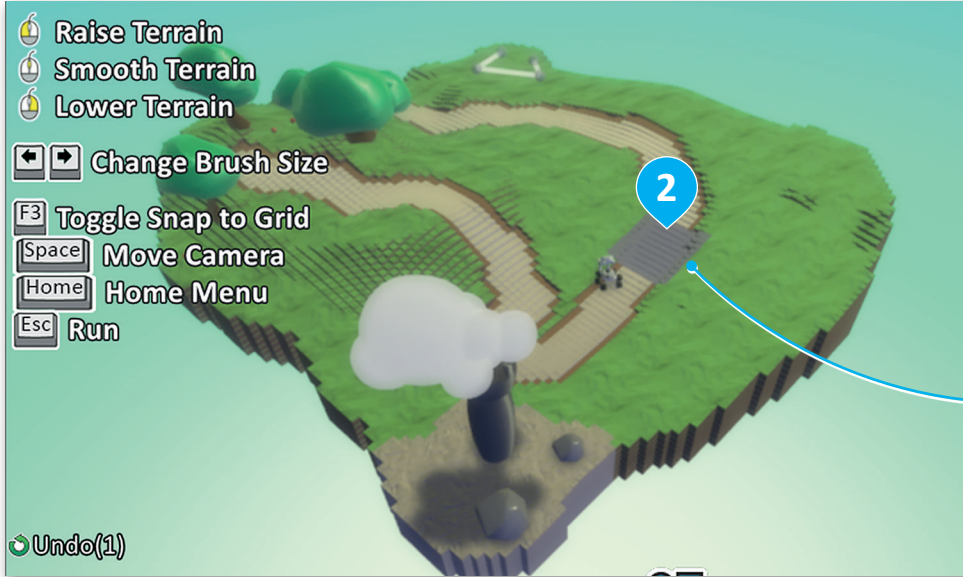 Raise Terrain
Smooth Terrain
Lower Terrain
Change Brush Size
F3 Toggle Snap to Grid
Space Move Camera
Home Home Menu
Esc Run
2
Undo(1)